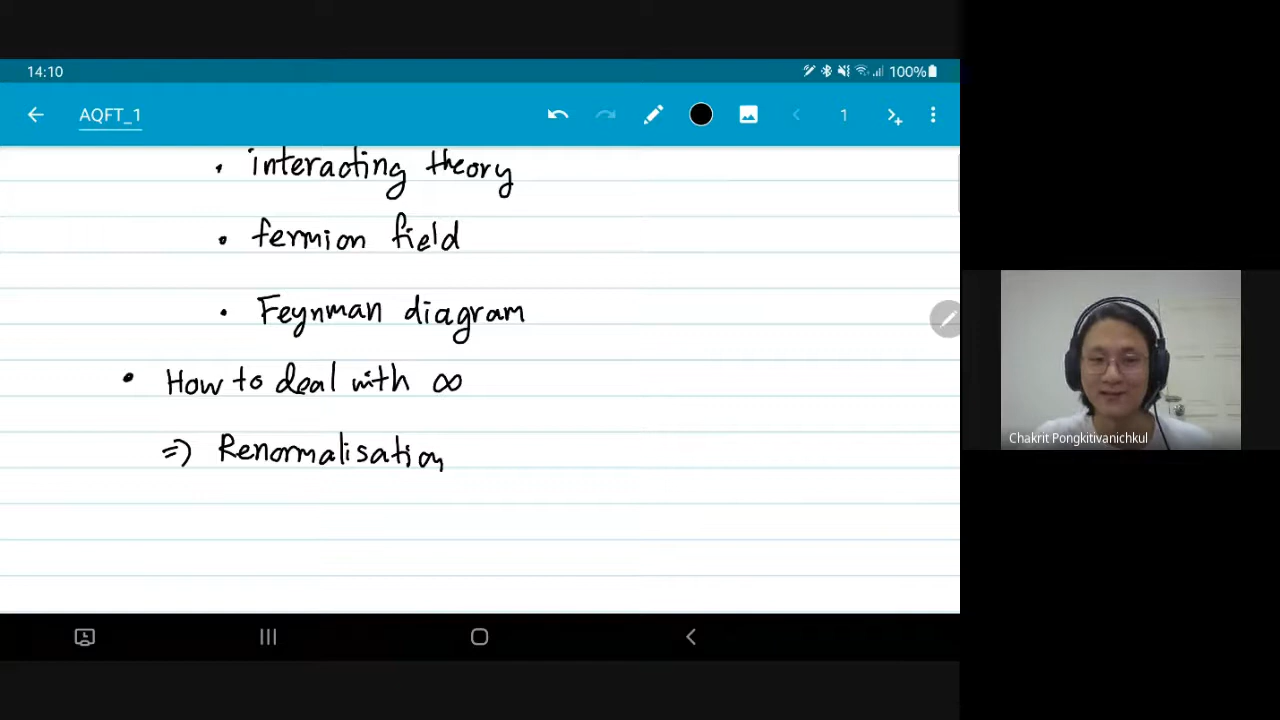 14:10
100%
AQFT_1
1
• interacting theory
• fermion field
• Feynman diagram
• How to deal with ∞
⇒ Renormalisation
Chakrit Pongkitivanichkul